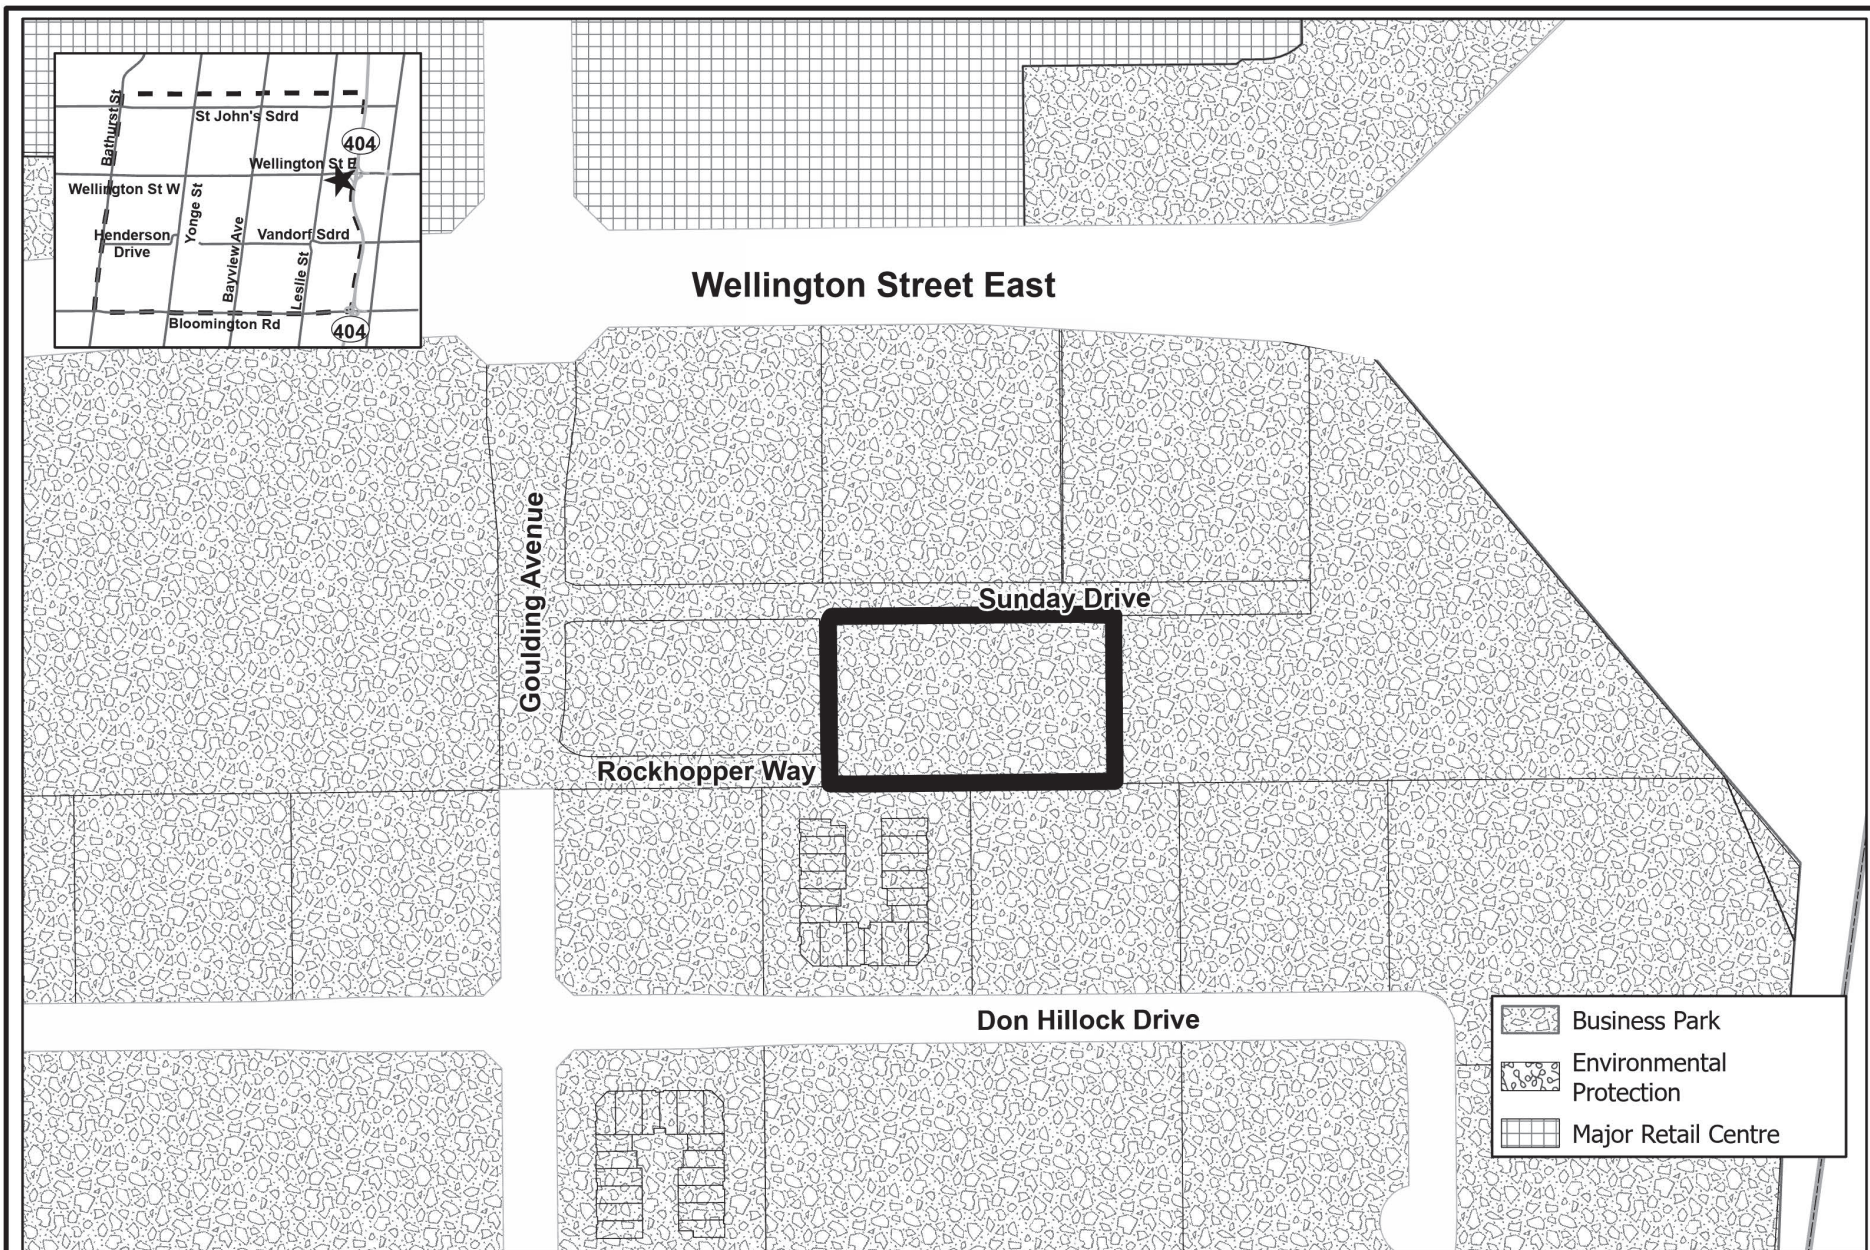 Bathurst St
St John's Sdrd
404
Wellington St E
Wellington St W
Yonge St
Henderson
Drive
Bayview Ave
Vandorf Sdrd
Leslie St
Bloomington Rd
404
Wellington Street East
Goulding Avenue
Sunday Drive
Rockhopper Way
Don Hillock Drive
Business Park
Environmental
Protection
Major Retail Centre